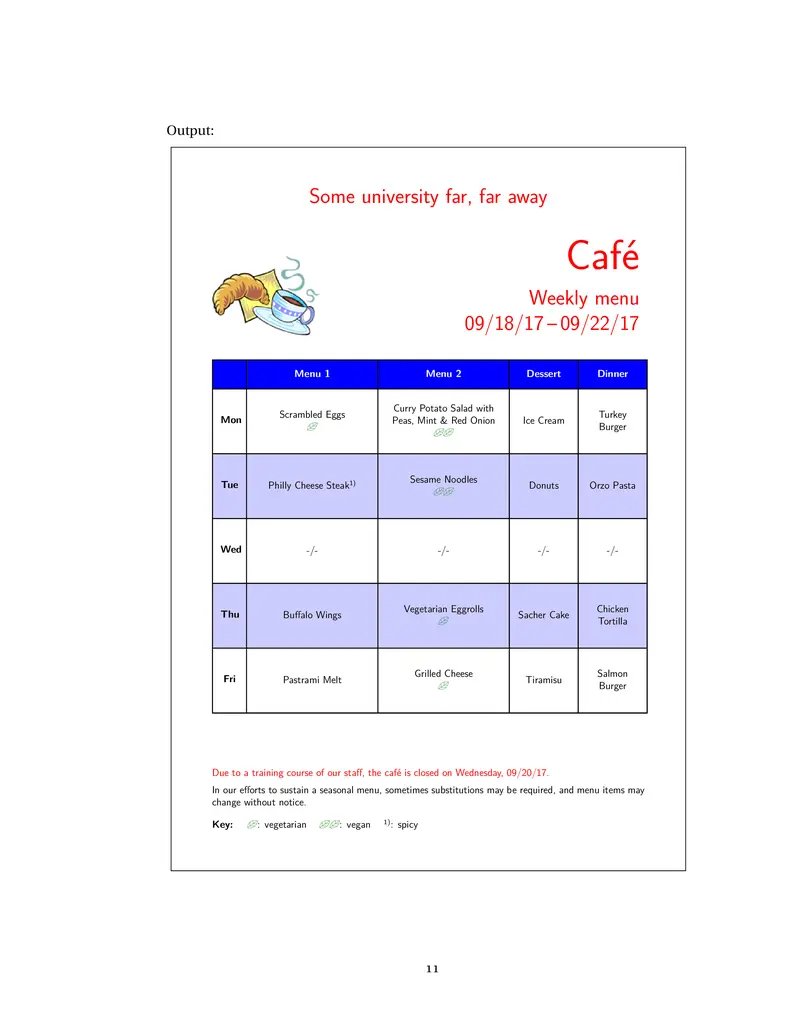 Output:
Some university far, far away
Café
Weekly menu
09/18/17 – 09/22/17
Menu 1 Menu 2 Dessert Dinner
Mon
Scrambled Eggs
Curry Potato Salad with
Peas, Mint & Red Onion
Ice Cream
Turkey
Burger
Tue
Philly Cheese Steak1)
Sesame Noodles
Donuts
Orzo Pasta
Wed
-/-
-/-
-/-
-/-
Thu
Buffalo Wings
Vegetarian Eggrolls
Sacher Cake
Chicken
Tortilla
Fri
Pastrami Melt
Grilled Cheese
Tiramisu
Salmon
Burger
Due to a training course of our staff, the café is closed on Wednesday, 09/20/17.
In our efforts to sustain a seasonal menu, sometimes substitutions may be required, and menu items may
change without notice.
Key: : vegetarian : vegan 1): spicy
11